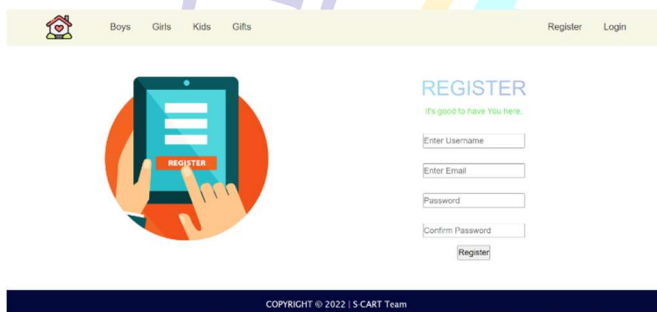 Boys Girls Kids Gifts Register Login
REGISTER
It's good to have You here.
Enter Username
Enter Email
REGISTER
Password
Confirm Password
Register
COPYRIGHT © 2022 | S-CART Team